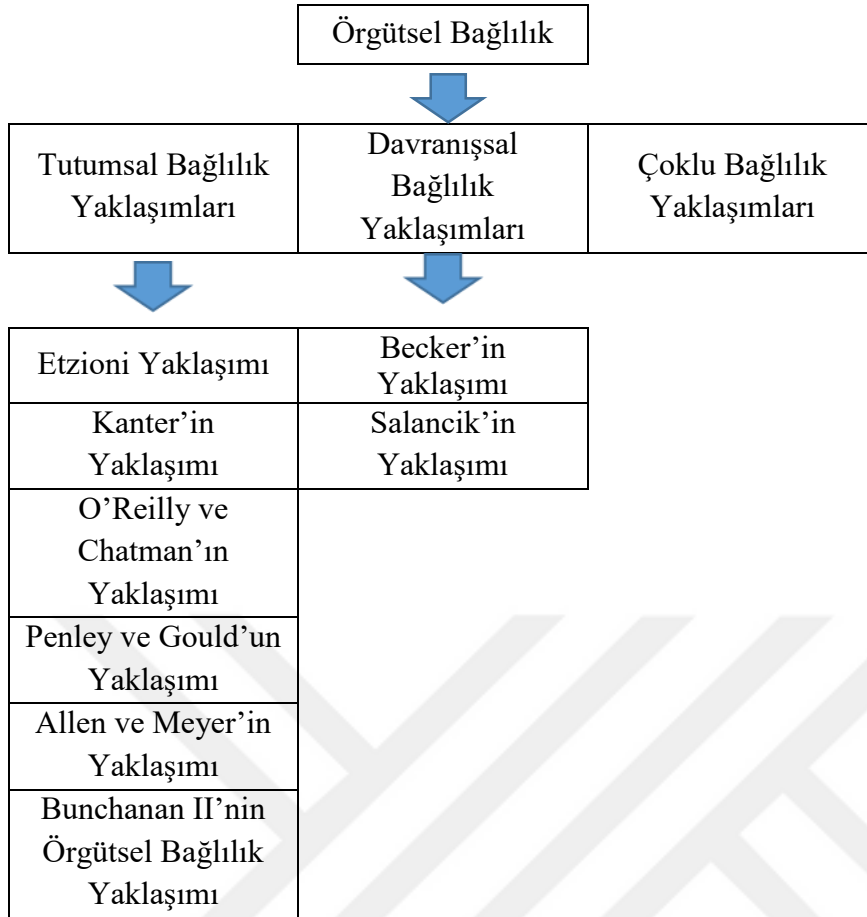 Örgütsel Bağlılık
Tutumsal Bağlılık
Yaklaşımları
Davranışsal
Bağlılık
Yaklaşımları
Çoklu Bağlılık
Yaklaşımları
Etzioni Yaklaşımı
Becker’in
Yaklaşımı
Kanter’in
Yaklaşımı
Salancik’in
Yaklaşımı
O’Reilly ve
Chatman’ın
Yaklaşımı
Penley ve Gould’un
Yaklaşımı
Allen ve Meyer’in
Yaklaşımı
Bunchanan II’nin
Örgütsel Bağlılık
Yaklaşımı